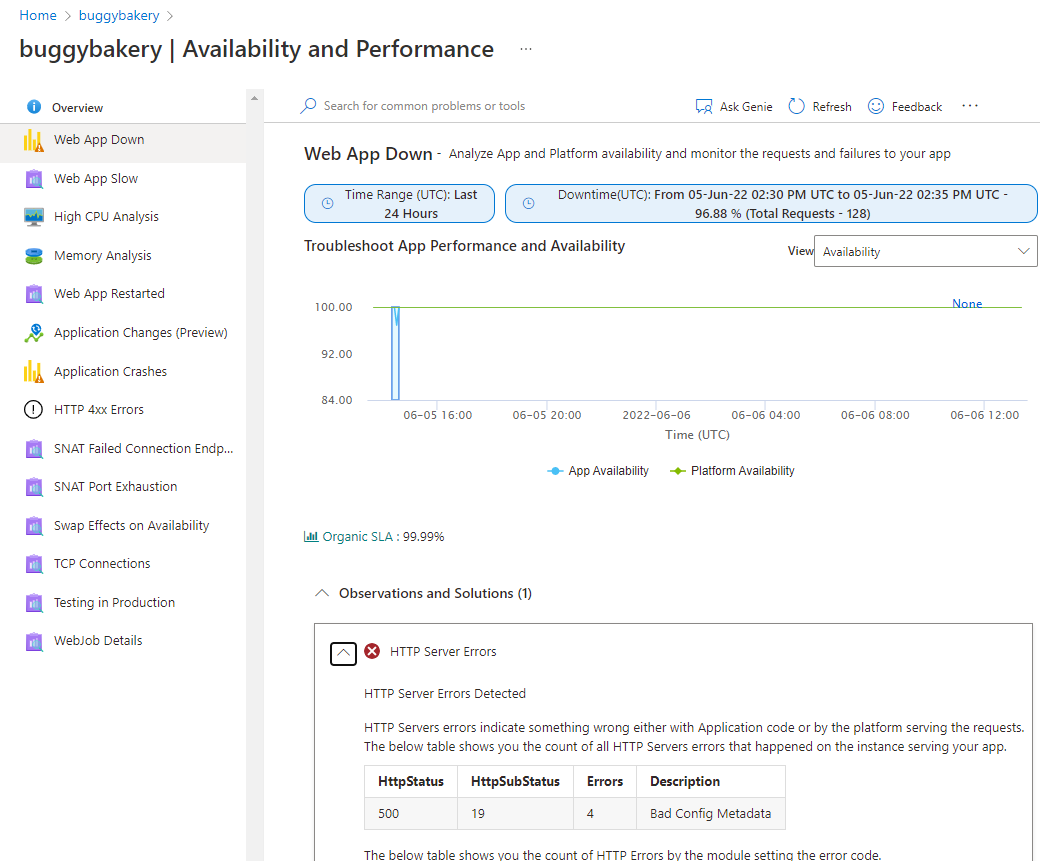 Home > buggybakery >
buggybakery | Availability and Performance ...
Overview
Web App Down
Web App Slow
High CPU Analysis
Memory Analysis
Web App Restarted
Application Changes (Preview)
Application Crashes
HTTP 4xx Errors
SNAT Failed Connection Endp...
SNAT Port Exhaustion
Swap Effects on Availability
TCP Connections
Testing in Production
WebJob Details
Search for common problems or tools
Ask Genie
Refresh
Feedback
...
Web App Down - Analyze App and Platform availability and monitor the requests and failures to your app
Time Range (UTC): Last
24 Hours
Downtime(UTC): From 05-Jun-22 02:30 PM UTC to 05-Jun-22 02:35 PM UTC -
96.88 % (Total Requests - 128)
Troubleshoot App Performance and Availability
View Availability
None
100.00
92.00
84.00
06-05 16:00 06-05 20:00 2022-06-06 06-06 04:00 06-06 08:00 06-06 12:00
Time (UTC)
App Availability Platform Availability
Organic SLA : 99.99%
Observations and Solutions (1)
HTTP Server Errors
HTTP Server Errors Detected
HTTP Servers errors indicate something wrong either with Application code or by the platform serving the requests.
The below table shows you the count of all HTTP Servers errors that happened on the instance serving your app.
HttpStatus HttpSubStatus Errors Description
500 19 4 Bad Config Metadata
The below table shows you the count of HTTP Errors by the module setting the error code.